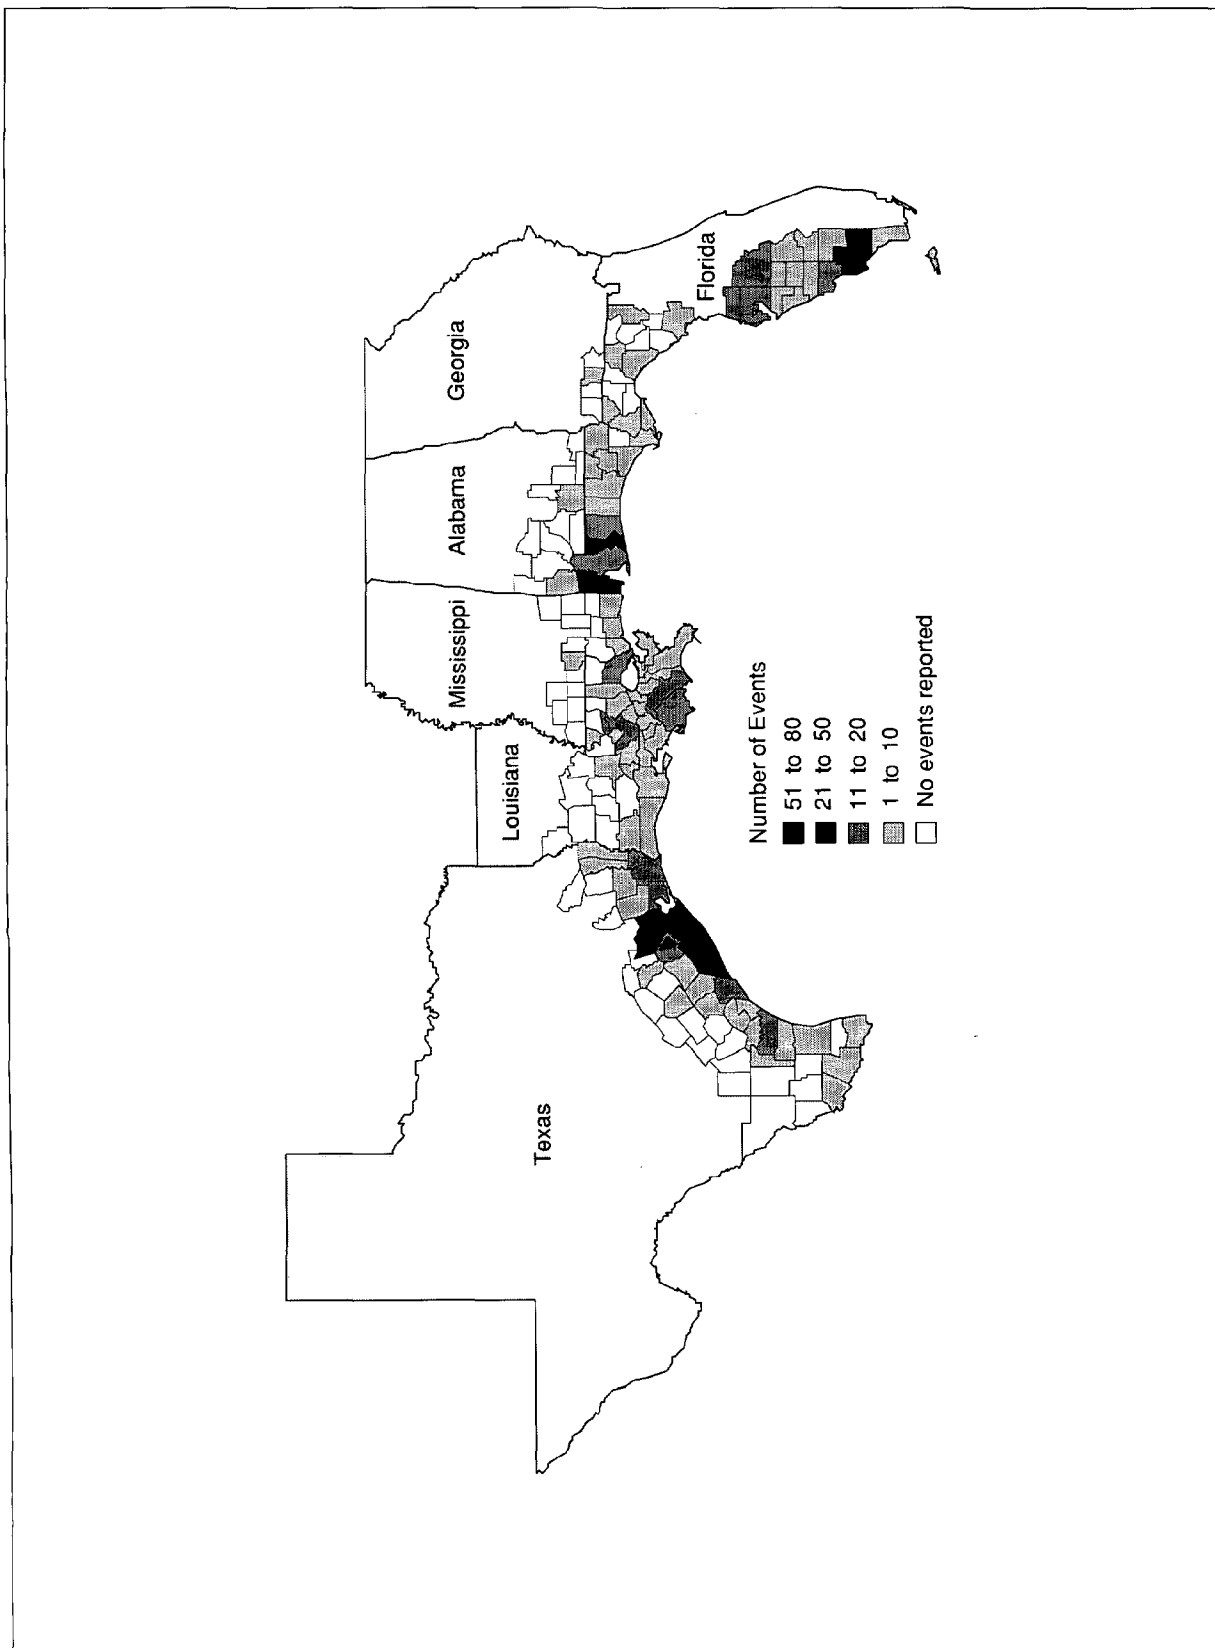 Texas
Louisiana
Mississippi
Alabama
Georgia
Florida
Number of Events
51 to 80
21 to 50
11 to 20
1 to 10
No events reported